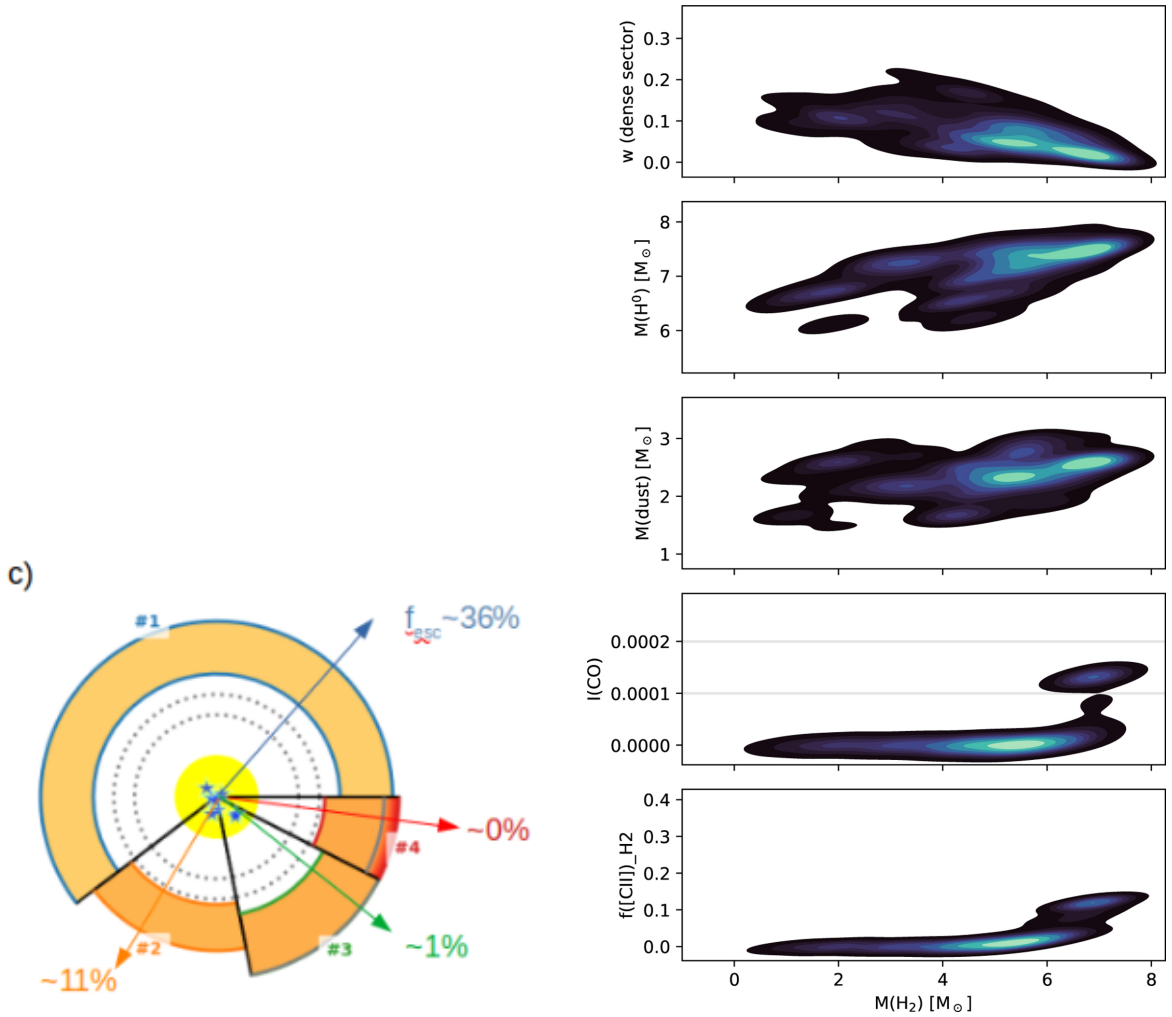 c)
#1
f_esc~36%
~0%
#4
~1%
#3
#2
~11%
w (dense sector)
0.3
0.2
0.1
0.0
M(H⁰) [M☉]
8
7
6
M(dust) [M☉]
3
2
1
I(CO)
0.0002
0.0001
0.0000
f([CII])_H2
0.4
0.3
0.2
0.1
0.0
0 2 4 6 8
M(H₂) [M☉]